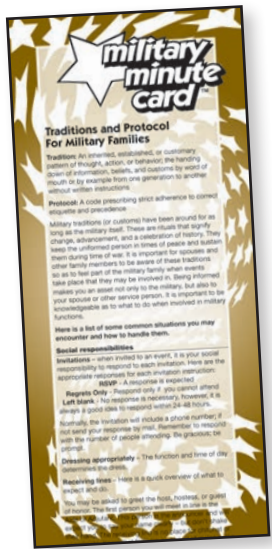 military
minute
card™
Traditions and Protocol
For Military Families
Tradition: An inherited, established, or customary
pattern of thought, action, or behavior; the handing
down of information, beliefs, and customs by word of
mouth or by example from one generation to another
without written instructions
Protocol: A code prescribing strict adherence to correct
etiquette and precedence
Military traditions (or customs) have been around for as
long as the military itself. These are rituals that signify
change, advancement, and a celebration of history. They
keep the uniformed person in times of peace and sustain
them during time of war. It is important for spouses and
other family members to be aware of these traditions
so as to feel part of the military family when events
take place that they may be involved in. Being informed
makes you an asset not only to the military, but also to
your spouse or other service person. It is important to be
knowledgeable as to what to do when involved in military
functions.
Here is a list of some common situations you may
encounter and how to handle them.
Social responsibilities
Invitations – when invited to an event, it is your social
responsibility to respond to each invitation. Here are the
appropriate responses for each invitation instruction:
RSVP - A response is expected
Regrets Only - Respond only if you cannot attend
Left blank - No response is necessary, however, it is
always a good idea to respond within 24-48 hours.
Normally, the invitation will include a phone number; if
not send your response by mail. Remember to respond
with the number of people attending. Be gracious; be
prompt.
Dressing appropriately – The function and time of day
determines the dress.
Receiving lines – Here is a quick overview of what to
expect and do.
You may be asked to greet the host, hostess, or guest
of honor. The first person you will meet in line is the